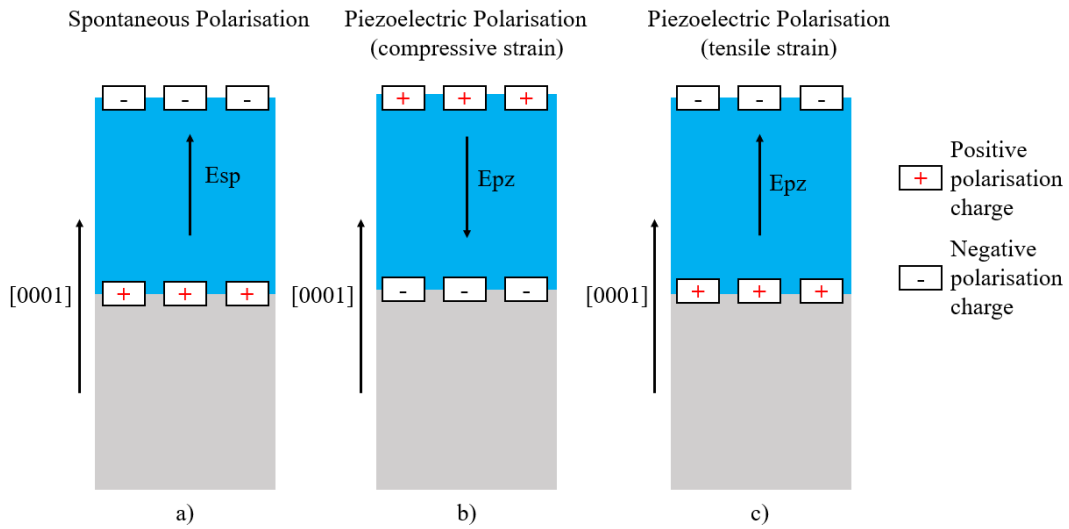 Spontaneous Polarisation
Piezoelectric Polarisation
(compressive strain)
Piezoelectric Polarisation
(tensile strain)
- - -
+ + +
- - -
Esp
Epz
Epz
Positive
polarisation
charge
+
[0001]
[0001]
[0001]
+ + +
- - -
+ + +
Negative
polarisation
charge
-
a)
b)
c)